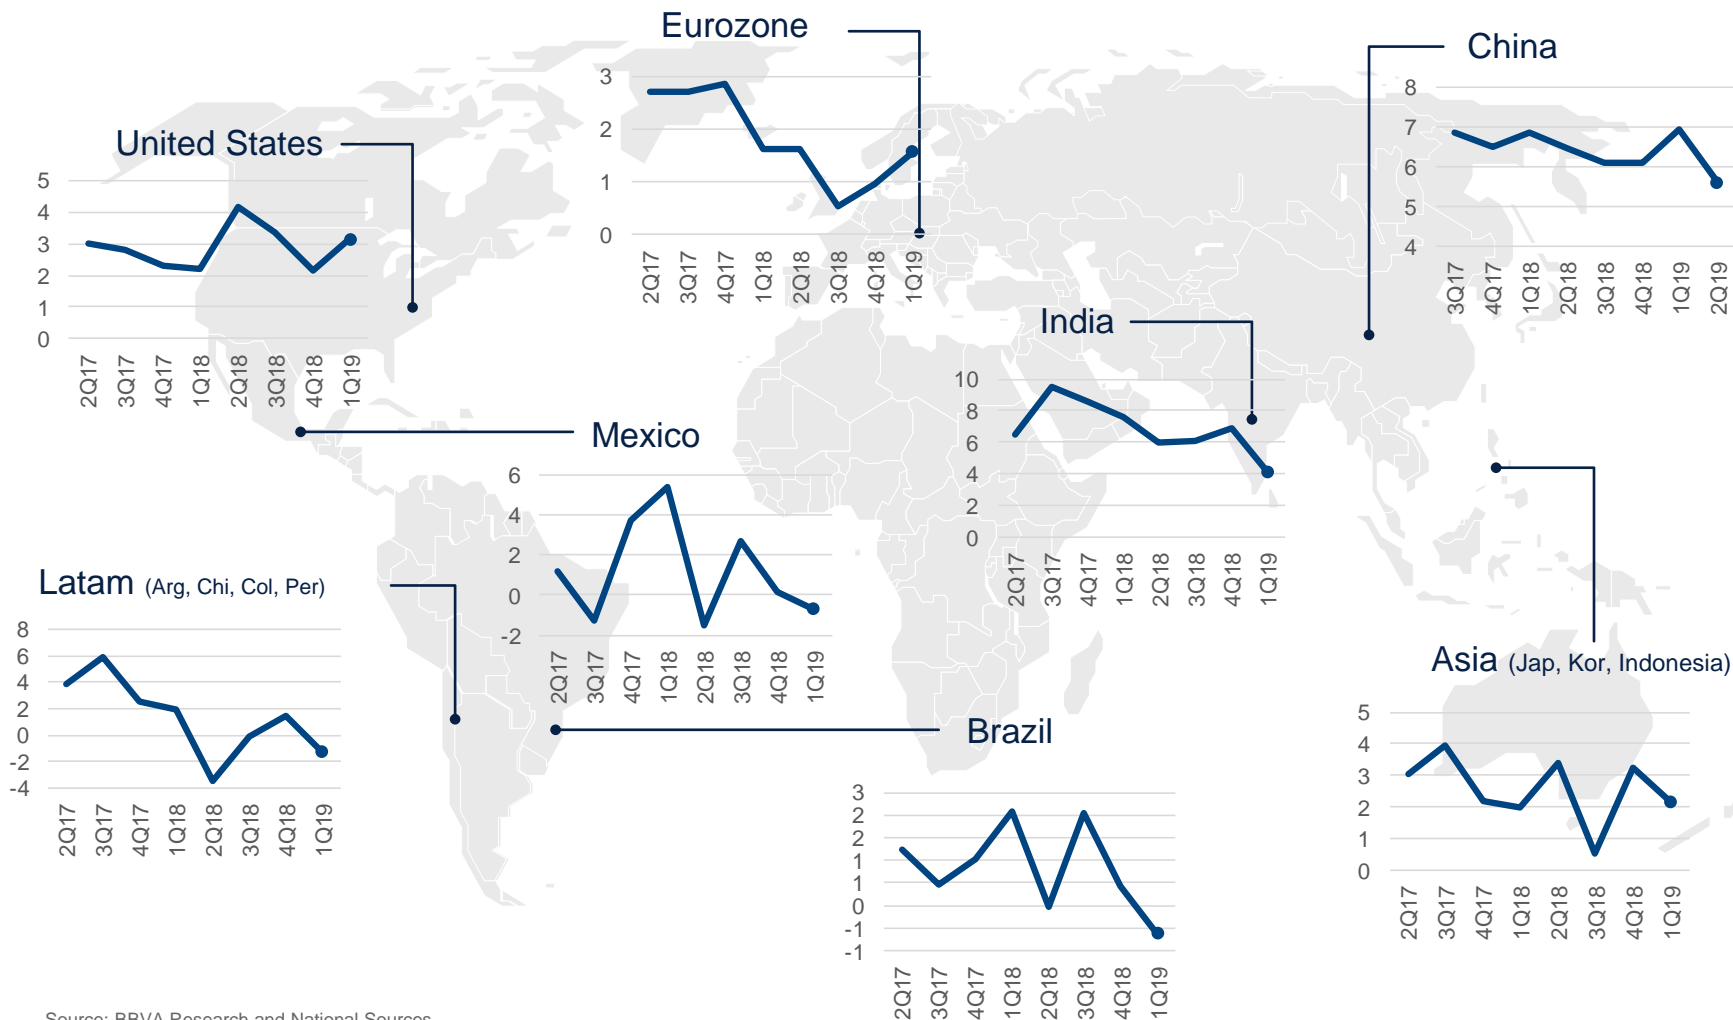 Eurozone
3
2
1
0
2Q17
3Q17
4Q17
1Q18
2Q18
3Q18
4Q18
1Q19
China
8
7
6
5
4
3Q17
4Q17
1Q18
2Q18
3Q18
4Q18
1Q19
2Q19
United States
5
4
3
2
1
0
2Q17
3Q17
4Q17
1Q18
2Q18
3Q18
4Q18
1Q19
India
10
8
6
4
2
0
2Q17
3Q17
4Q17
1Q18
2Q18
3Q18
4Q18
1Q19
Mexico
6
4
2
0
-2
2Q17
3Q17
4Q17
1Q18
2Q18
3Q18
4Q18
1Q19
Latam (Arg, Chi, Col, Per)
8
6
4
2
0
-2
-4
2Q17
3Q17
4Q17
1Q18
2Q18
3Q18
4Q18
1Q19
Asia (Jap, Kor, Indonesia)
5
4
3
2
1
0
2Q17
3Q17
4Q17
1Q18
2Q18
3Q18
4Q18
1Q19
Brazil
3
2
2
1
1
0
-1
-1
2Q17
3Q17
4Q17
1Q18
2Q18
3Q18
4Q18
1Q19
Source: BBVA Research and National Sources